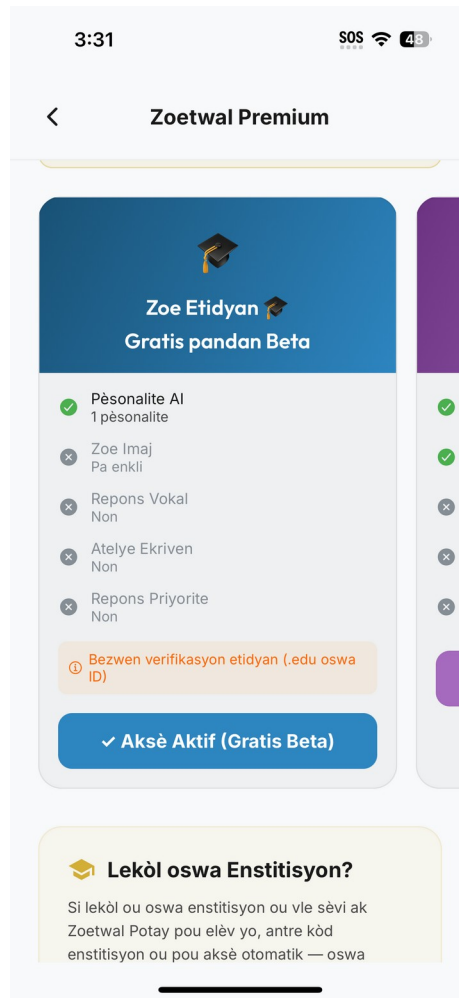 3:31
SOS
48
Zoetwal Premium
Zoe Etidyan
Gratis pandan Beta
Pèsonalite AI
1 pèsonalite
Zoe Imaj
Pa enkli
Repons Vokal
Non
Atelye Ekriven
Non
Repons Priyorite
Non
Bezwen verifikasyon etidyan (.edu oswa
ID)
✓ Aksè Aktif (Gratis Beta)
Lekòl oswa Enstitisyon?
Si lekòl ou oswa enstitisyon ou vle sèvi ak
Zoetwal Potay pou elèv yo, antre kòd
enstitisyon ou pou aksè otomatik — oswa